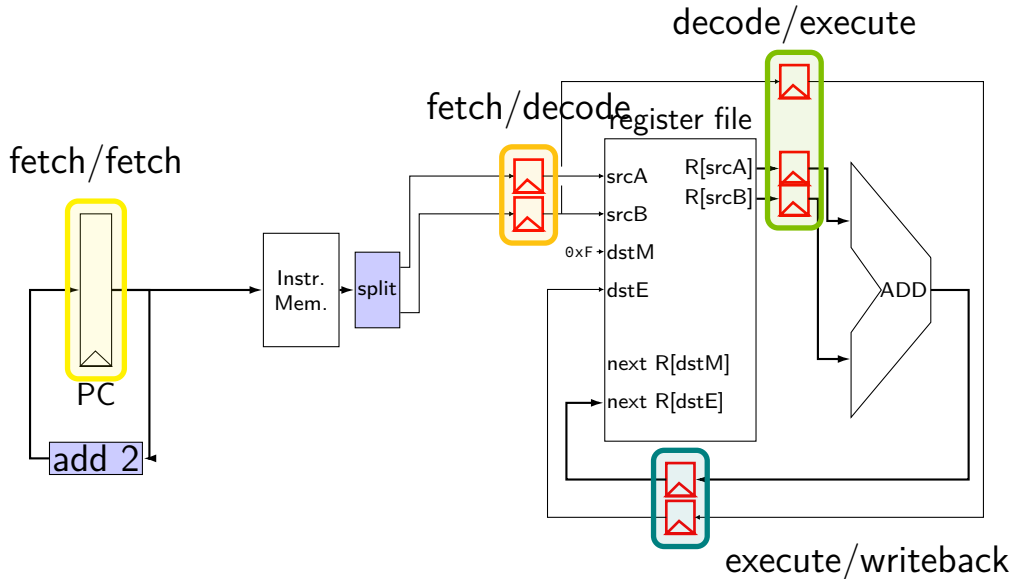 decode/execute
fetch/decode
register file
fetch/fetch
srcA
R[srcA]
srcB
R[srcB]
0xF
dstM
dstE
Instr.
Mem.
split
ADD
next R[dstM]
PC
next R[dstE]
add 2
execute/writeback